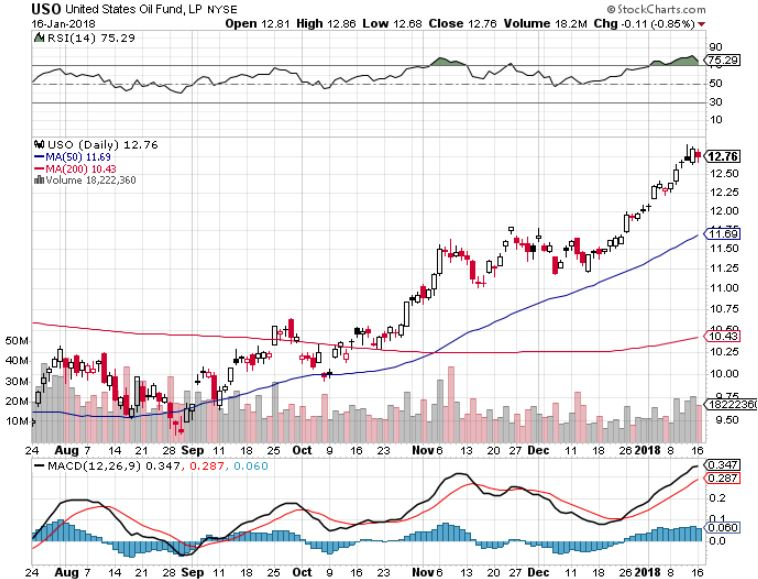 USO United States Oil Fund, LP NYSE © StockCharts.com
16-Jan-2018 Open 12.81 High 12.86 Low 12.68 Close 12.76 Volume 18.2M Chg -0.11 (-0.85%)
RSI(14) 75.29
90
75.29
70
50
30
10
USO (Daily) 12.76
MA(50) 11.69
MA(200) 10.43
Volume 18,222,360
12.76
12.50
12.25
12.00
11.69
11.50
11.25
11.00
10.75
10.43
10.25
10.00
9.75
18222360
9.50
50M
40M
30M
20M
10M
24 Aug 7 14 21 28 Sep 11 18 25 Oct 9 16 23 Nov 6 13 20 27 Dec 11 18 26 2018 8 16
MACD(12,26,9) 0.347, 0.287, 0.060
0.347
0.287
0.2
0.1
0.060
0.0
24 Aug 7 14 21 28 Sep 11 18 25 Oct 9 16 23 Nov 6 13 20 27 Dec 11 18 26 2018 8 16